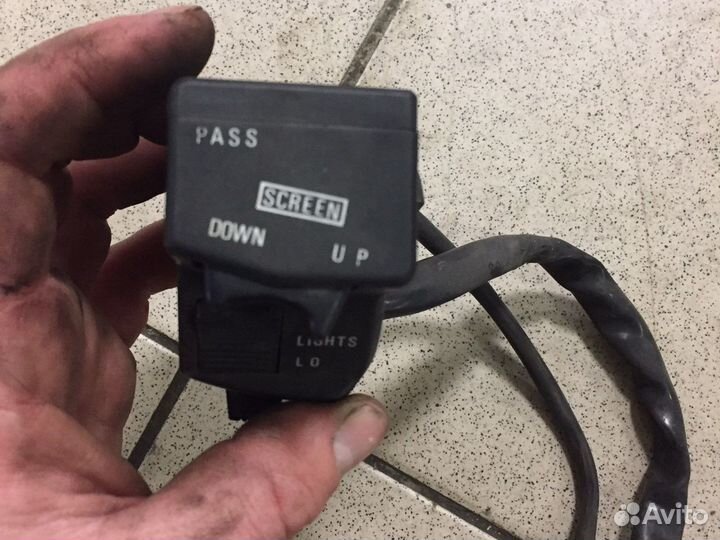 PASS
SCREEN
DOWN UP
LIGHTS
LO
Avito